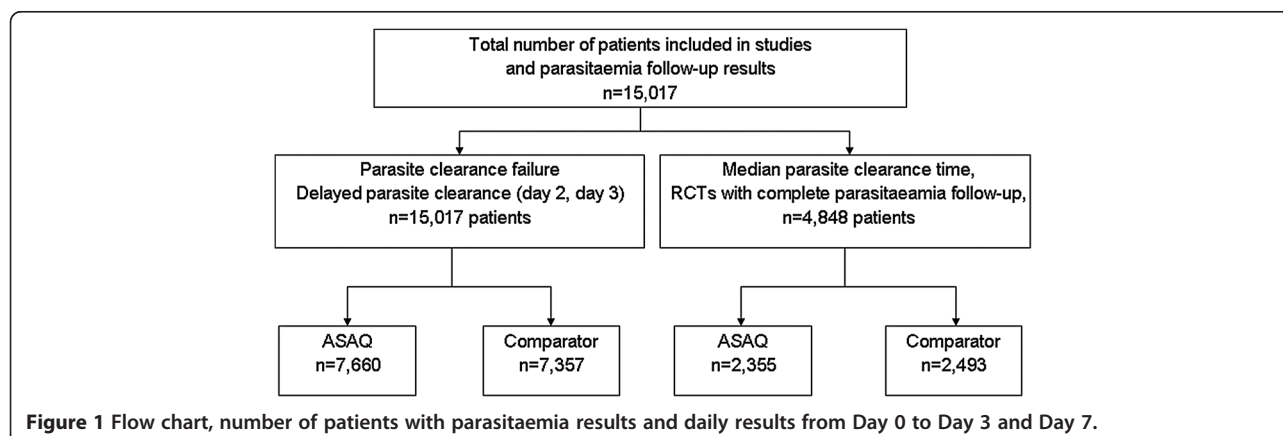 Total number of patients included in studies
and parasitaemia follow-up results
n=15,017
Parasite clearance failure
Delayed parasite clearance (day 2, day 3)
n=15,017 patients
Median parasite clearance time,
RCTs with complete parasitaeamia follow-up,
n=4,848 patients
ASAQ
n=7,660
Comparator
n=7,357
ASAQ
n=2,355
Comparator
n=2,493
Figure 1 Flow chart, number of patients with parasitaemia results and daily results from Day 0 to Day 3 and Day 7.